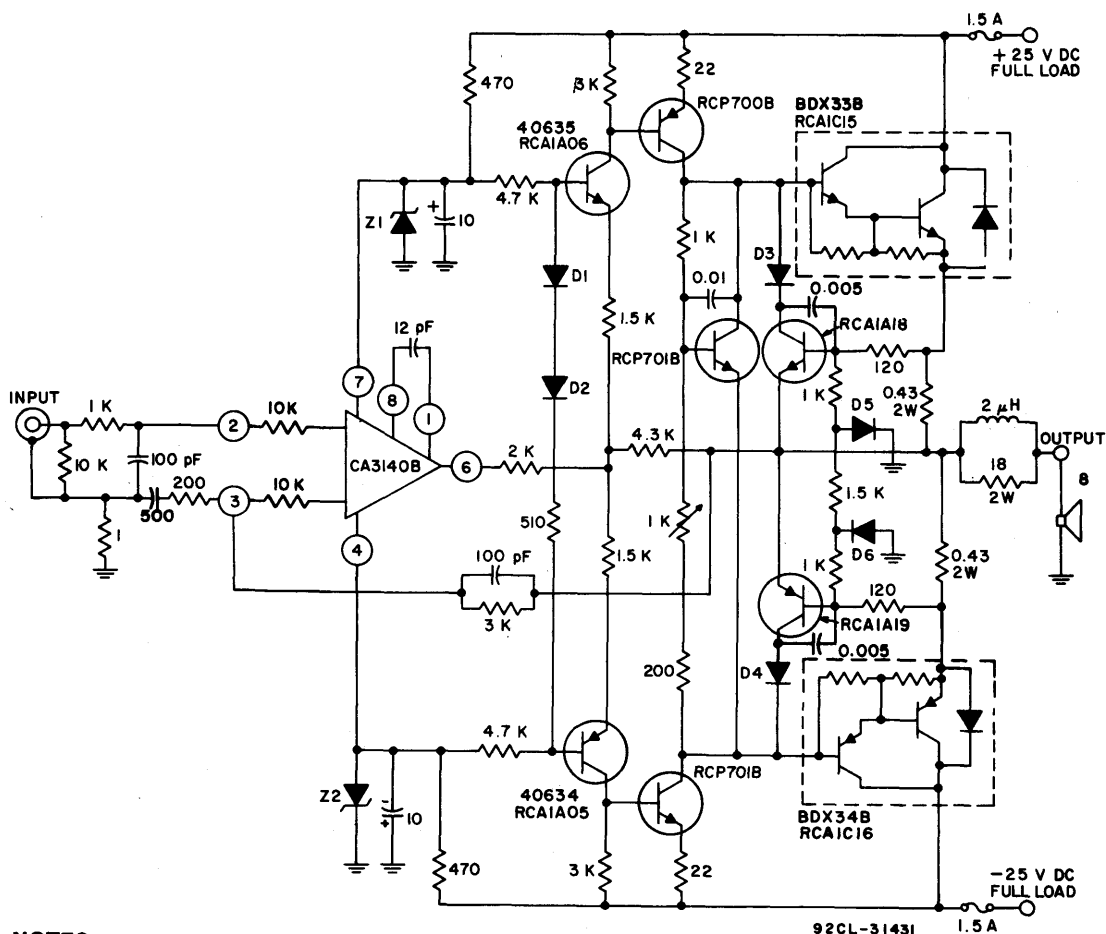 1.5 A
+25 V DC
FULL LOAD
470
3K
22
RCP700B
BDX33B
RCA1C15
40635
RCA1A06
4.7 K
Z1
+
10
D1
1 K
D3
0.01
0.005
12 pF
1.5 K
RCA1A18
RCP701B
120
7
8
1
D2
1 K
0.43
2W
2 µH
INPUT
1 K
2
10K
D5
OUTPUT
4.3 K
CA3140B
6
2 K
18
2W
8
10 K
100 pF
200
3
10K
500
1.5 K
1
510
1 K
D6
4
100 pF
3 K
1.5 K
1 K
0.43
2W
120
RCA1A19
0.005
200
D4
4.7 K
RCP701B
Z2
-
+
10
40634
RCA1A05
BDX34B
RCA1C16
470
3K
22
-25 V DC
FULL LOAD
92CL-31431
1.5 A